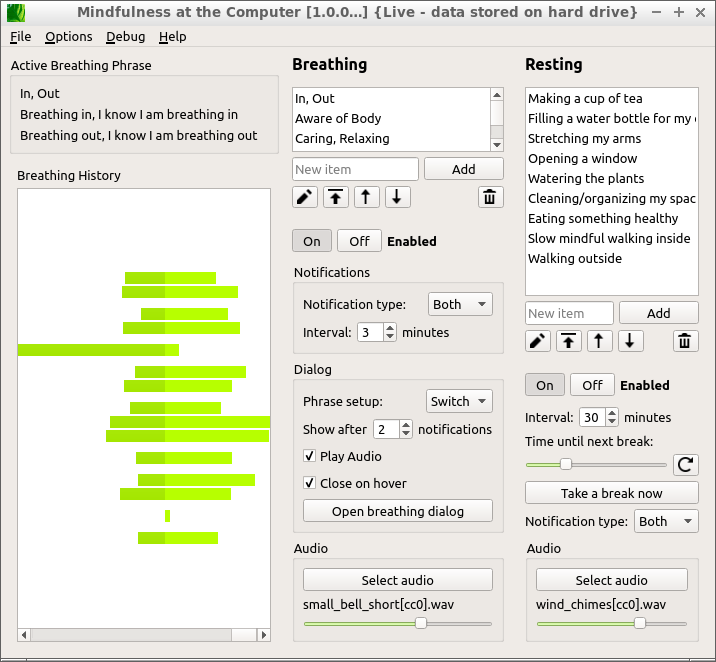 Mindfulness at the Computer [1.0.0...] {Live - data stored on hard drive}
File Options Debug Help
Active Breathing Phrase
In, Out
Breathing in, I know I am breathing in
Breathing out, I know I am breathing out
Breathing History
Breathing
In, Out
Aware of Body
Caring, Relaxing
New item Add
On Off Enabled
Notifications
Notification type: Both
Interval: 3 minutes
Dialog
Phrase setup: Switch
Show after 2 notifications
Play Audio
Close on hover
Open breathing dialog
Audio
Select audio
small_bell_short[cc0].wav
Resting
Making a cup of tea
Filling a water bottle for my
Stretching my arms
Opening a window
Watering the plants
Cleaning/organizing my spac
Eating something healthy
Slow mindful walking inside
Walking outside
New item Add
On Off Enabled
Interval: 30 minutes
Time until next break:
Take a break now
Notification type: Both
Audio
Select audio
wind_chimes[cc0].wav